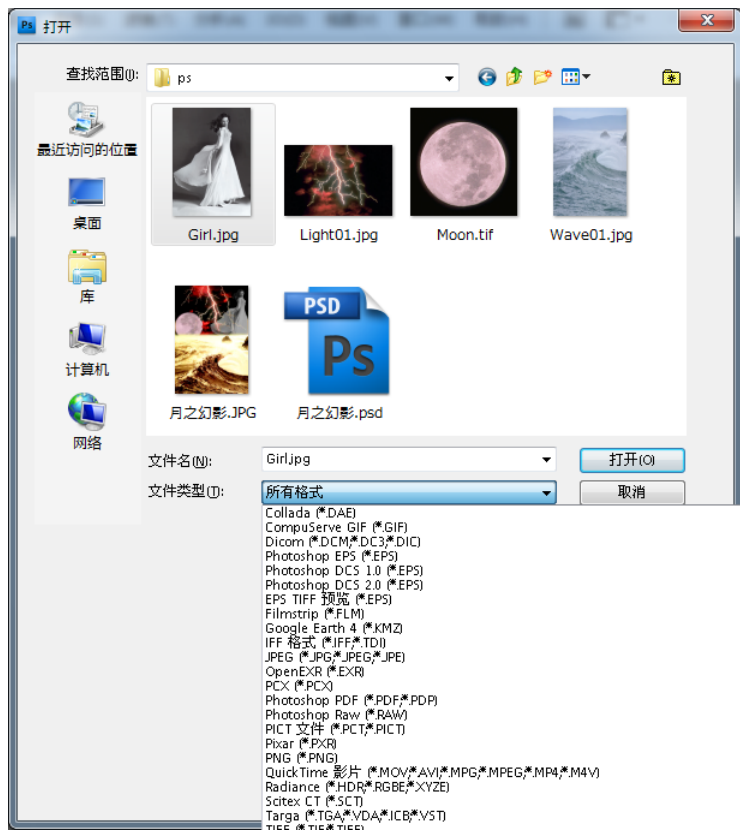 Ps 打开
查找范围(I): ps
最近访问的位置
桌面
库
计算机
网络
Girl.jpg Light01.jpg Moon.tif Wave01.jpg
PSD
Ps
月之幻影.JPG 月之幻影.psd
文件名(N): Girl.jpg 打开(O)
文件类型(T): 所有格式 取消
Collada (*.DAE)
CompuServe GIF (*.GIF)
Dicom (*.DCM;*.DC3;*.DIC)
Photoshop EPS (*.EPS)
Photoshop DCS 1.0 (*.EPS)
Photoshop DCS 2.0 (*.EPS)
EPS TIFF 预览 (*.EPS)
Filmstrip (*.FLM)
Google Earth 4 (*.KMZ)
IFF 格式 (*.IFF;*.TDI)
JPEG (*.JPG;*.JPEG;*.JPE)
OpenEXR (*.EXR)
PCX (*.PCX)
Photoshop PDF (*.PDF;*.PDP)
Photoshop Raw (*.RAW)
PICT 文件 (*.PCT;*.PICT)
Pixar (*.PXR)
PNG (*.PNG)
QuickTime 影片 (*.MOV;*.AVI;*.MPG;*.MPEG;*.MP4;*.M4V)
Radiance (*.HDR;*.RGBE;*.XYZE)
Scitex CT (*.SCT)
Targa (*.TGA;*.VDA;*.ICB;*.VST)
TIFF (*.TIF;*.TIFF)